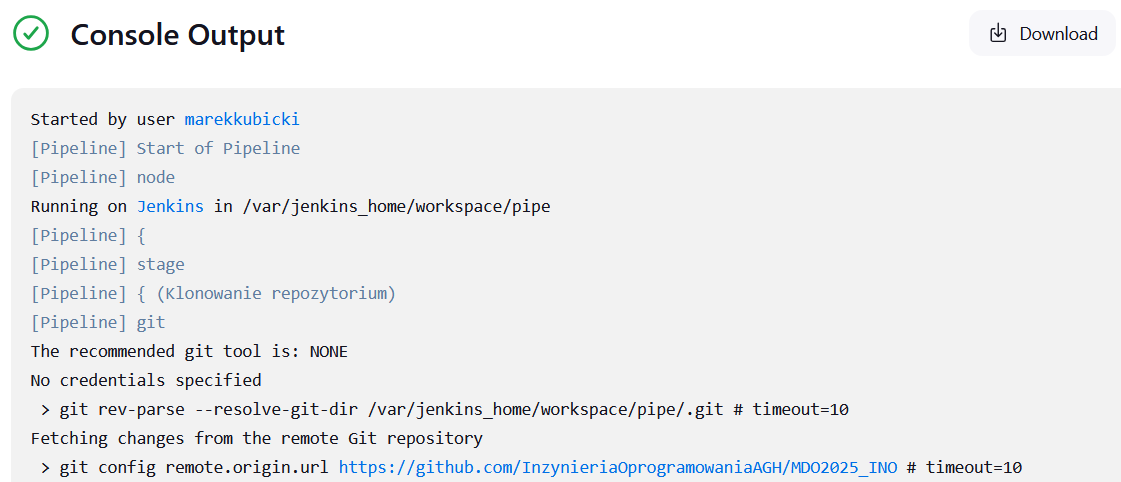 Console Output
Download
Started by user marekkubicki
[Pipeline] Start of Pipeline
[Pipeline] node
Running on Jenkins in /var/jenkins_home/workspace/pipe
[Pipeline] {
[Pipeline] stage
[Pipeline] { (Klonowanie repozytorium)
[Pipeline] git
The recommended git tool is: NONE
No credentials specified
 > git rev-parse --resolve-git-dir /var/jenkins_home/workspace/pipe/.git # timeout=10
Fetching changes from the remote Git repository
 > git config remote.origin.url https://github.com/InzynieriaOprogramowaniaAGH/MDO2025_INO # timeout=10